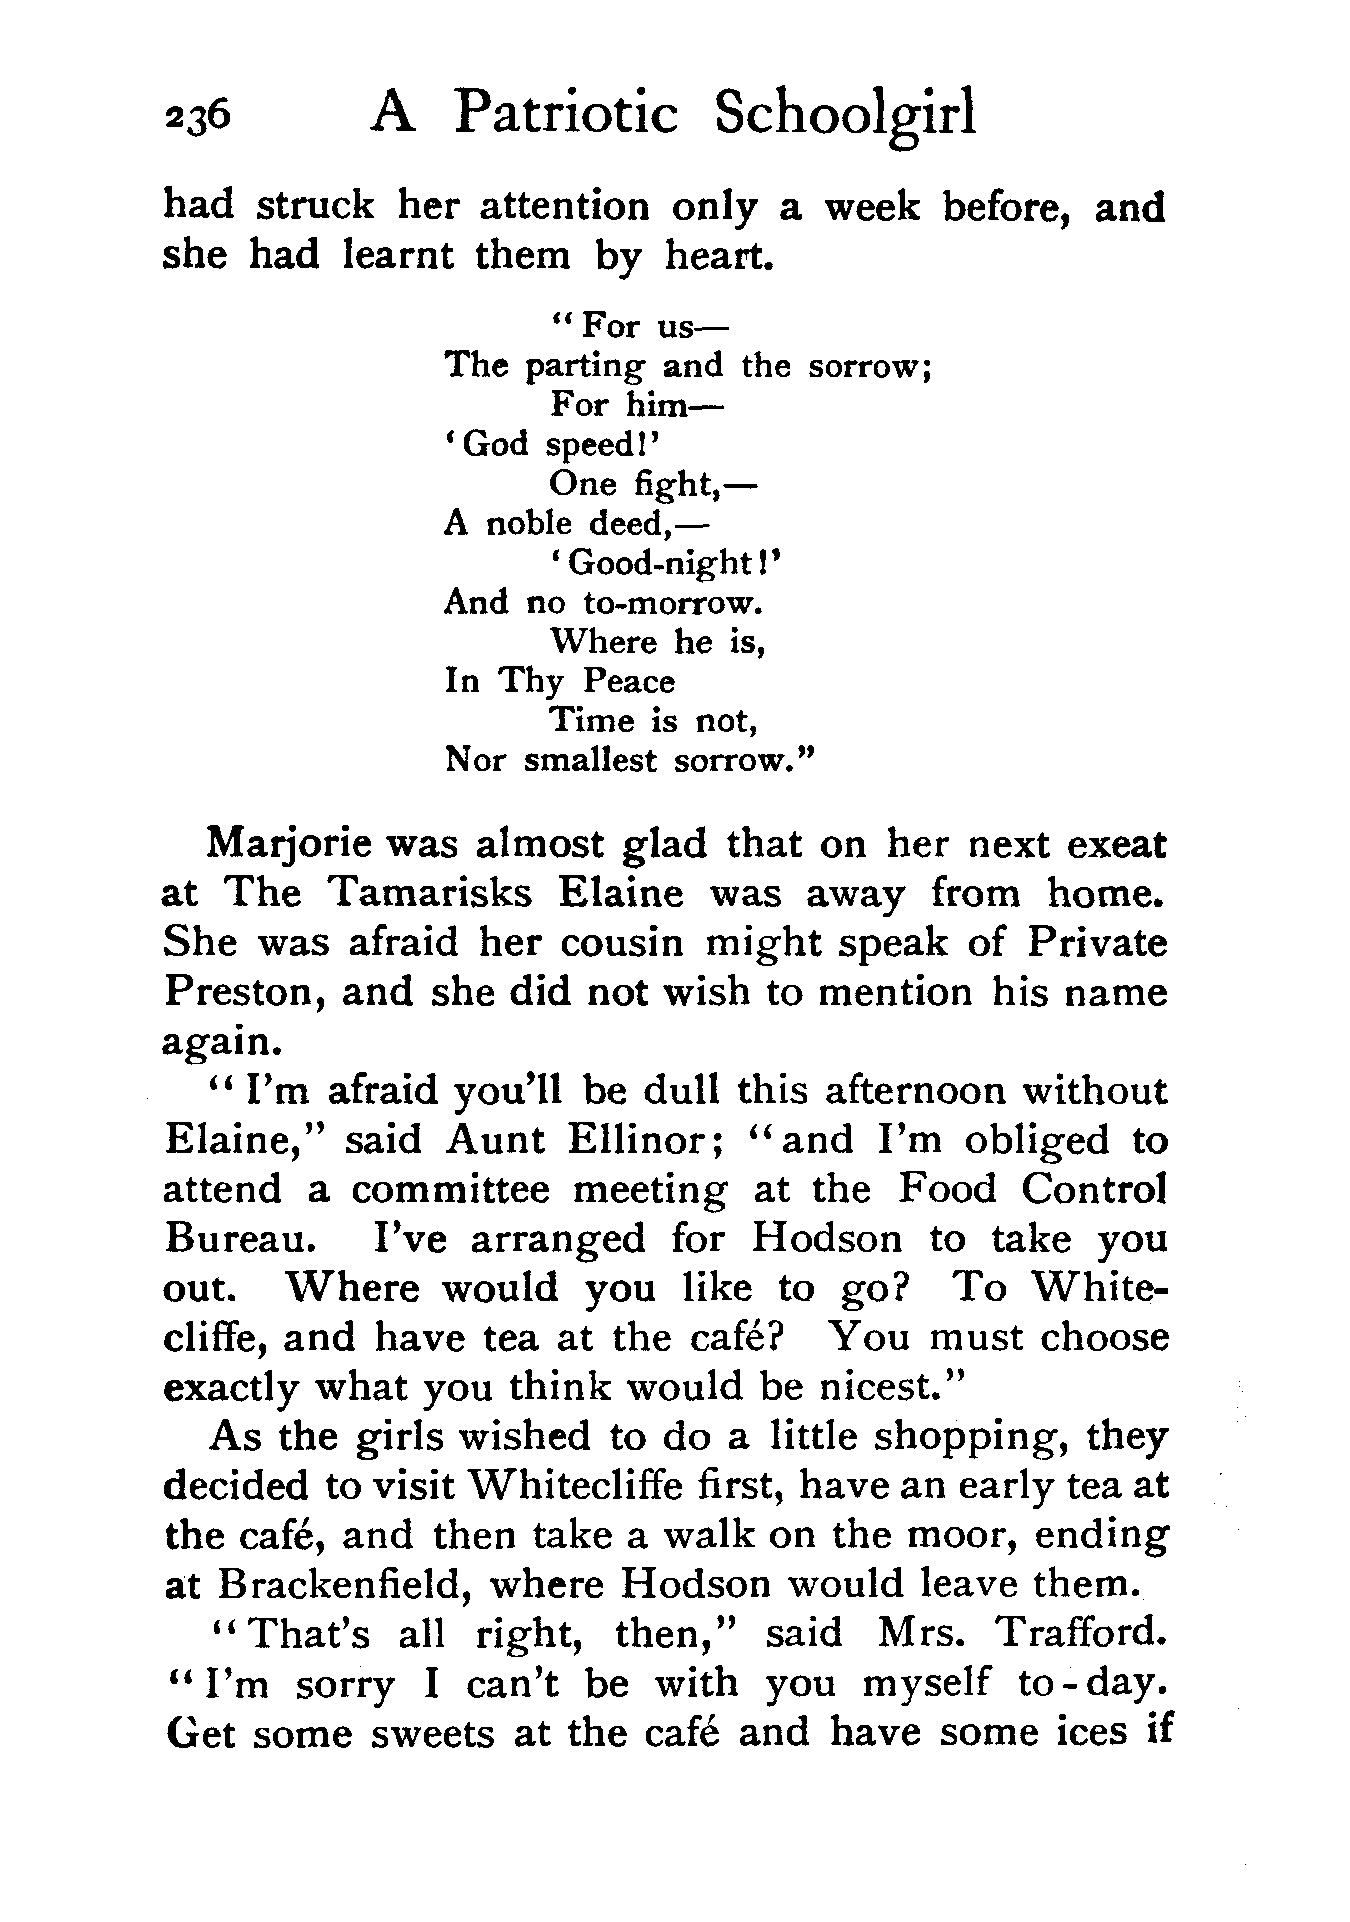 236 A Patriotic Schoolgirl
had struck her attention only a week before, and
she had learnt them by heart.
“For us—
The parting and the sorrow;
For him—
‘God speed!’
One fight,—
A noble deed,—
‘Good-night!’
And no to-morrow.
Where he is,
In Thy Peace
Time is not,
Nor smallest sorrow.”
Marjorie was almost glad that on her next exeat
at The Tamarisks Elaine was away from home.
She was afraid her cousin might speak of Private
Preston, and she did not wish to mention his name
again.
“I’m afraid you’ll be dull this afternoon without
Elaine,” said Aunt Ellinor; “and I’m obliged to
attend a committee meeting at the Food Control
Bureau. I’ve arranged for Hodson to take you
out. Where would you like to go? To White-
cliffe, and have tea at the café? You must choose
exactly what you think would be nicest.”
As the girls wished to do a little shopping, they
decided to visit Whitecliffe first, have an early tea at
the café, and then take a walk on the moor, ending
at Brackenfield, where Hodson would leave them.
“That’s all right, then,” said Mrs. Trafford.
“I’m sorry I can’t be with you myself to-day.
Get some sweets at the café and have some ices if